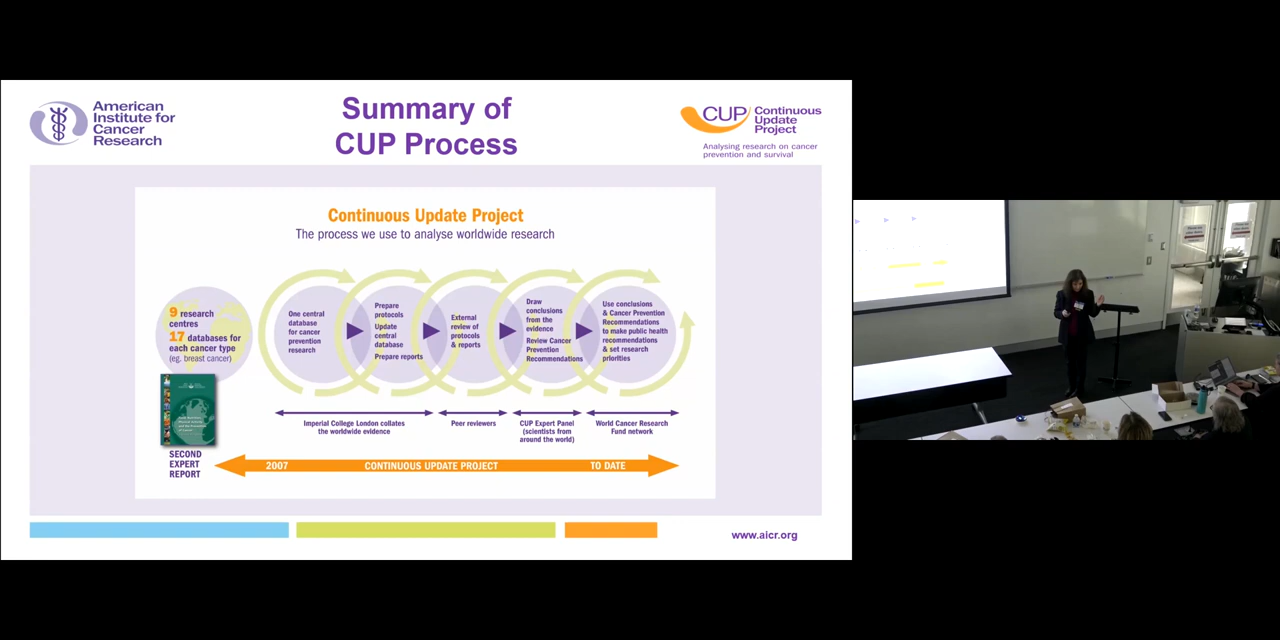 American
Institute for
Cancer
Research
Summary of
CUP Process
CUP
Continuous
Update
Project
Analysing research on cancer
prevention and survival
Continuous Update Project
The process we use to analyse worldwide research
9 research
centres
17 databases for
each cancer type
(eg. breast cancer)
One central
database
for cancer
prevention
research
Prepare
protocols
Update
central
database
Prepare reports
External
review of
protocols
& reports
Draw
conclusions
from the
evidence
Review Cancer
Prevention
Recommendations
Use conclusions
& Cancer Prevention
Recommendations
to make public health
recommendations
& set research
priorities
Imperial College London collates
the worldwide evidence
Peer reviewers
CUP Expert Panel
(scientists from
around the world)
World Cancer Research
Fund network
SECOND
EXPERT
REPORT
2007
CONTINUOUS UPDATE PROJECT
TO DATE
www.aicr.org